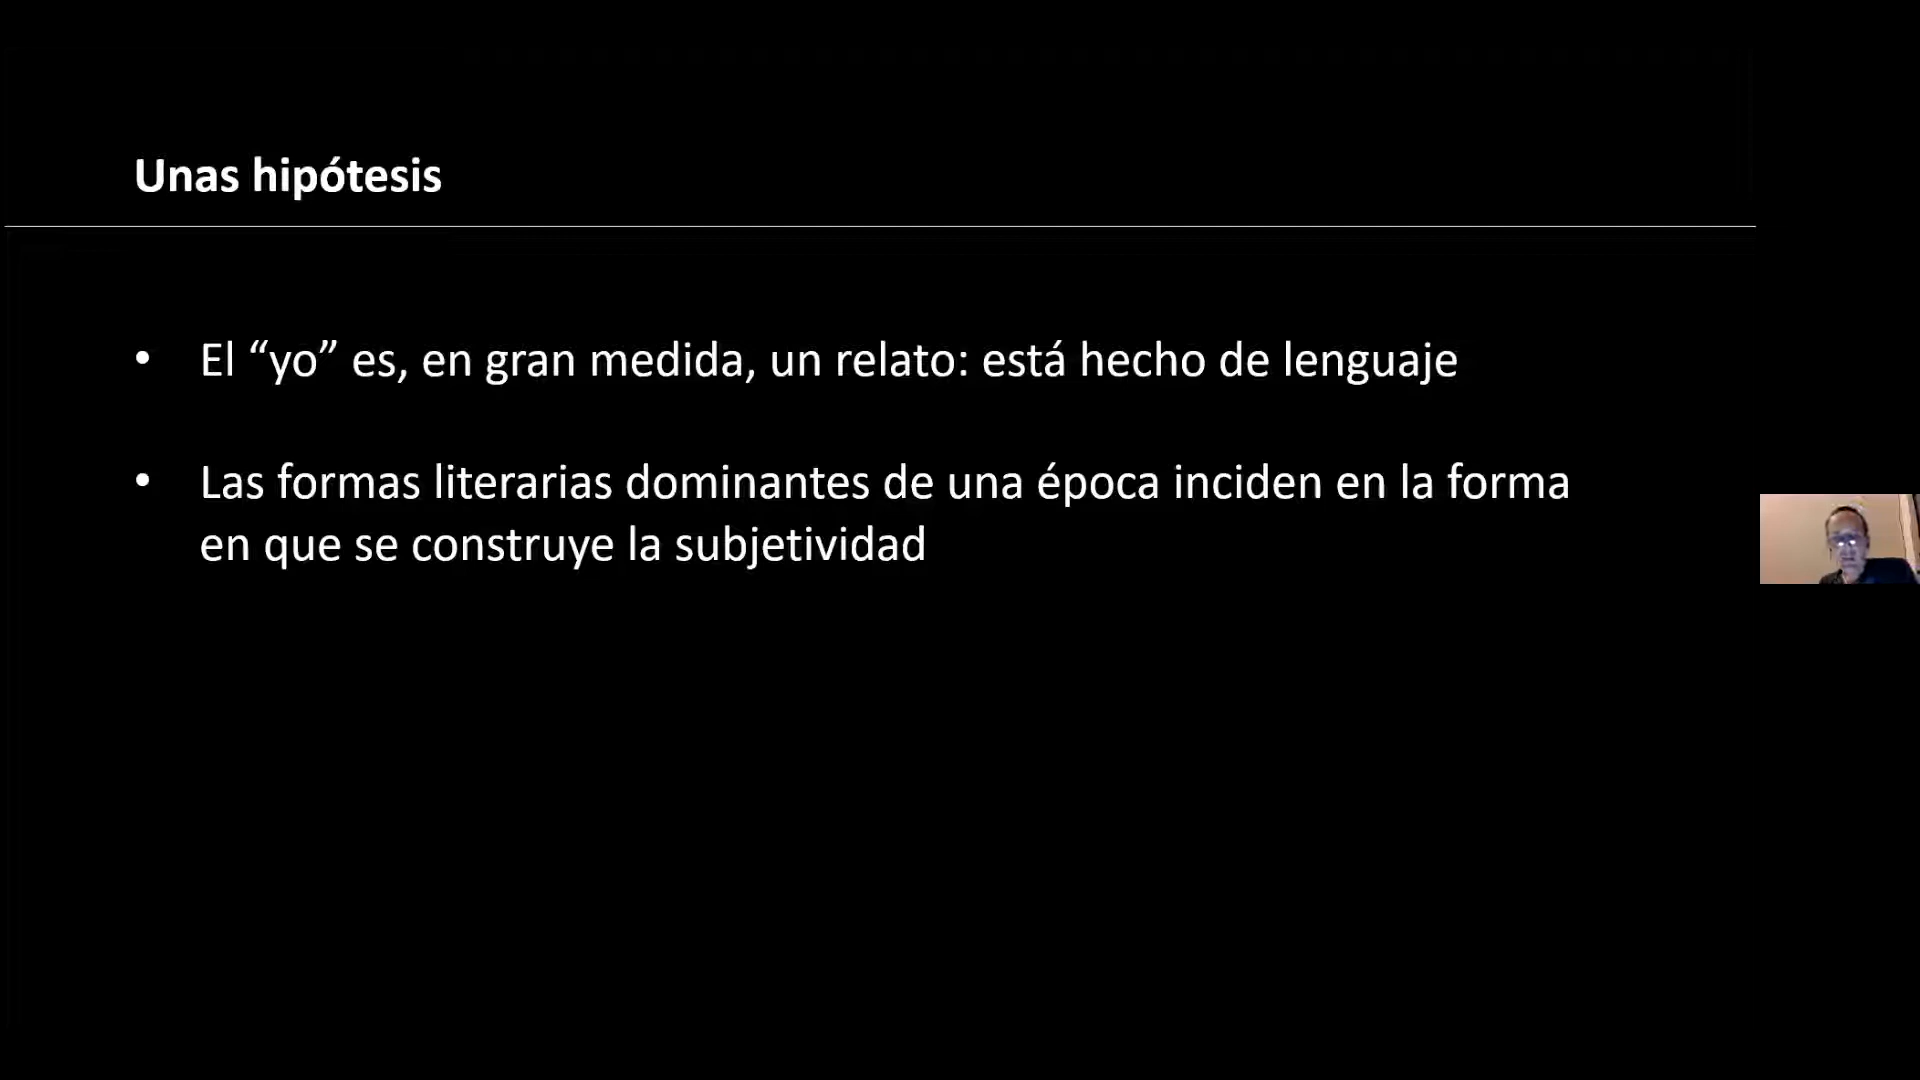 Unas hipótesis
• El “yo” es, en gran medida, un relato: está hecho de lenguaje
• Las formas literarias dominantes de una época inciden en la forma
en que se construye la subjetividad